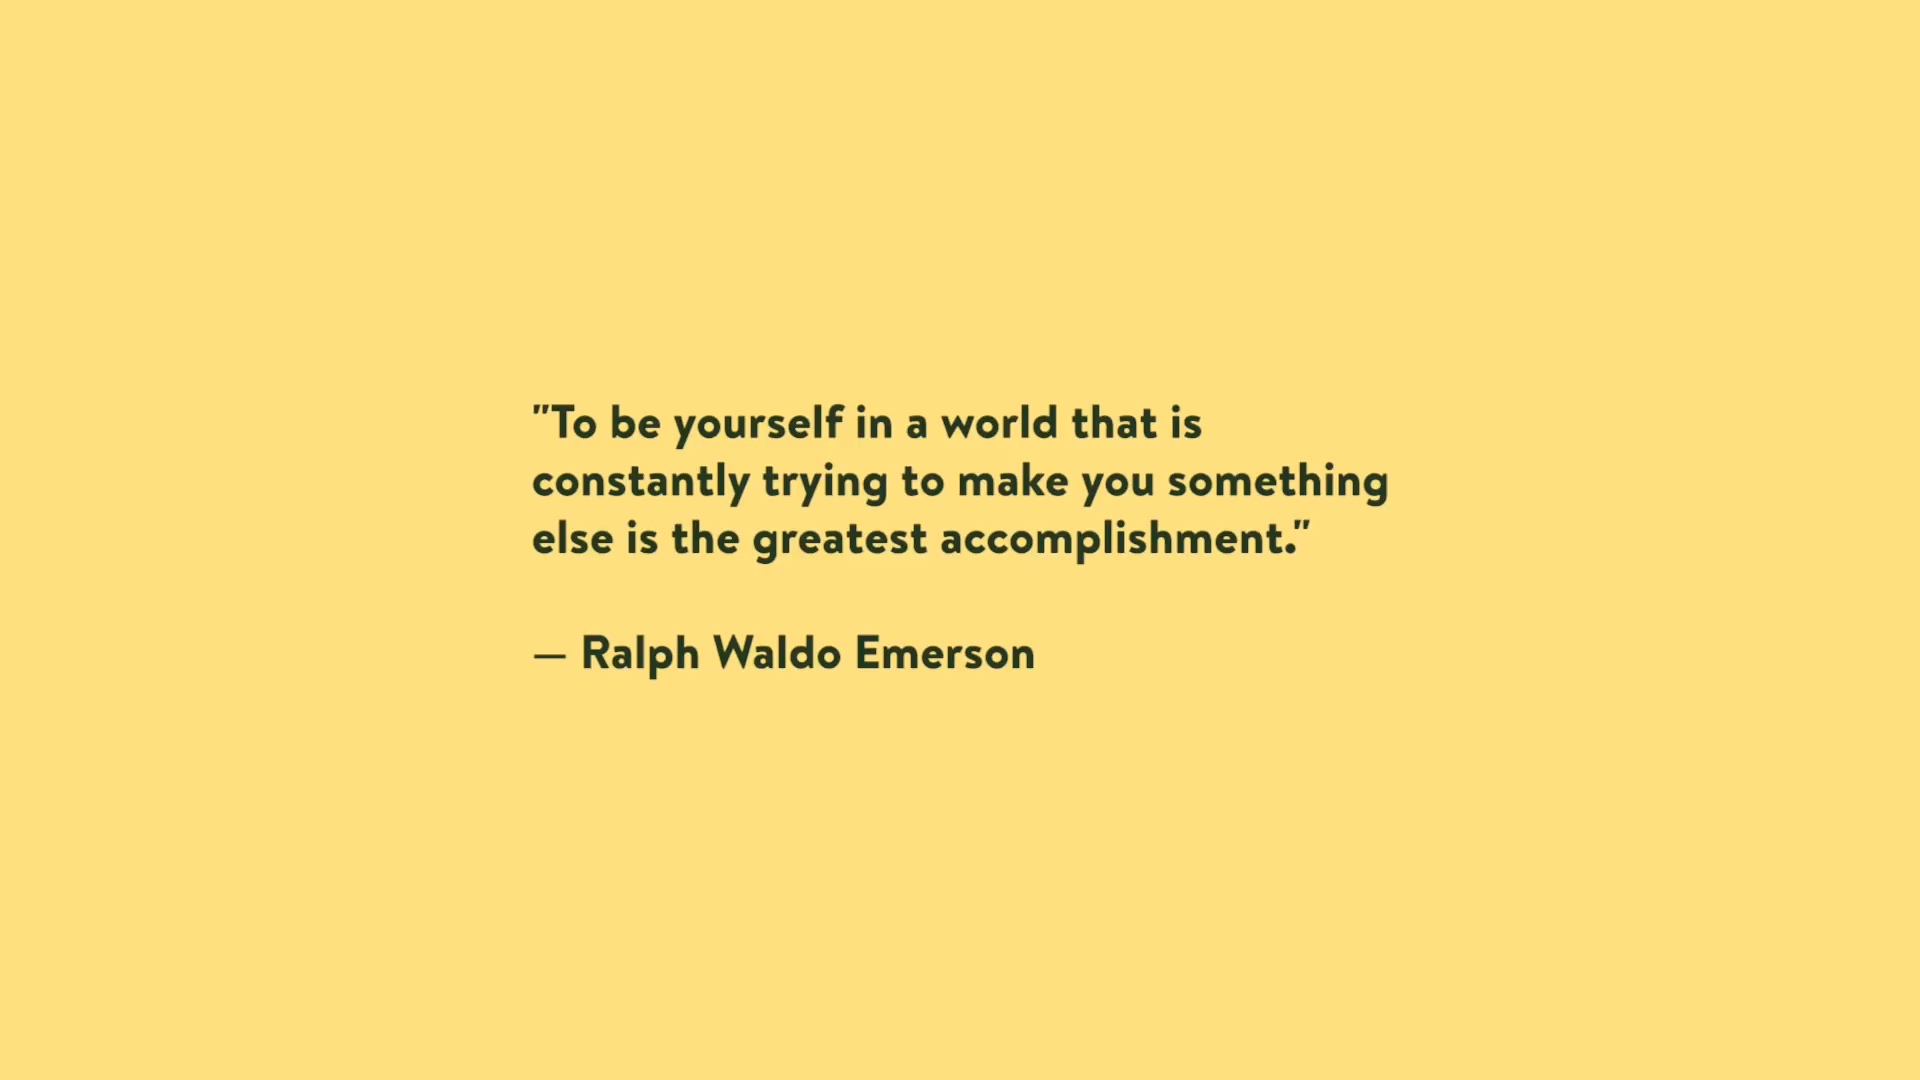 "To be yourself in a world that is
constantly trying to make you something
else is the greatest accomplishment."
— Ralph Waldo Emerson